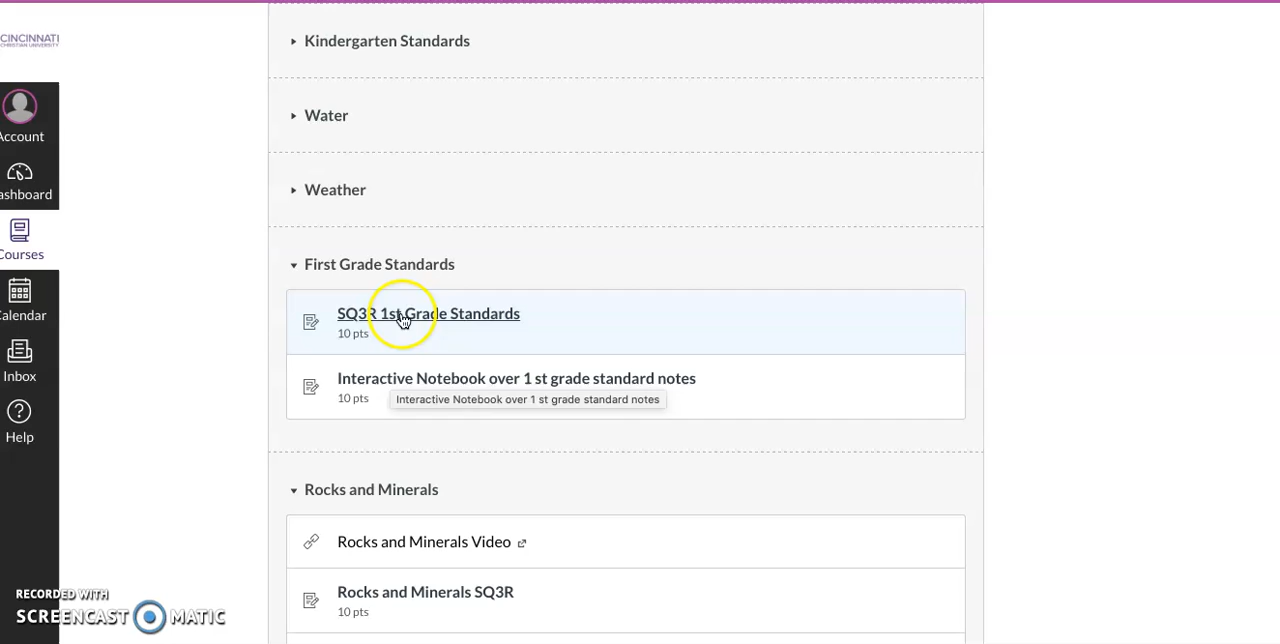 CINCINNATI
CHRISTIAN UNIVERSITY
Account
ashboard
Courses
Calendar
Inbox
Help
Kindergarten Standards
Water
Weather
First Grade Standards
SQ3R 1st Grade Standards
10 pts
Interactive Notebook over 1 st grade standard notes
10 pts
Interactive Notebook over 1 st grade standard notes
Rocks and Minerals
Rocks and Minerals Video
Rocks and Minerals SQ3R
10 pts
RECORDED WITH
SCREENCAST MATIC